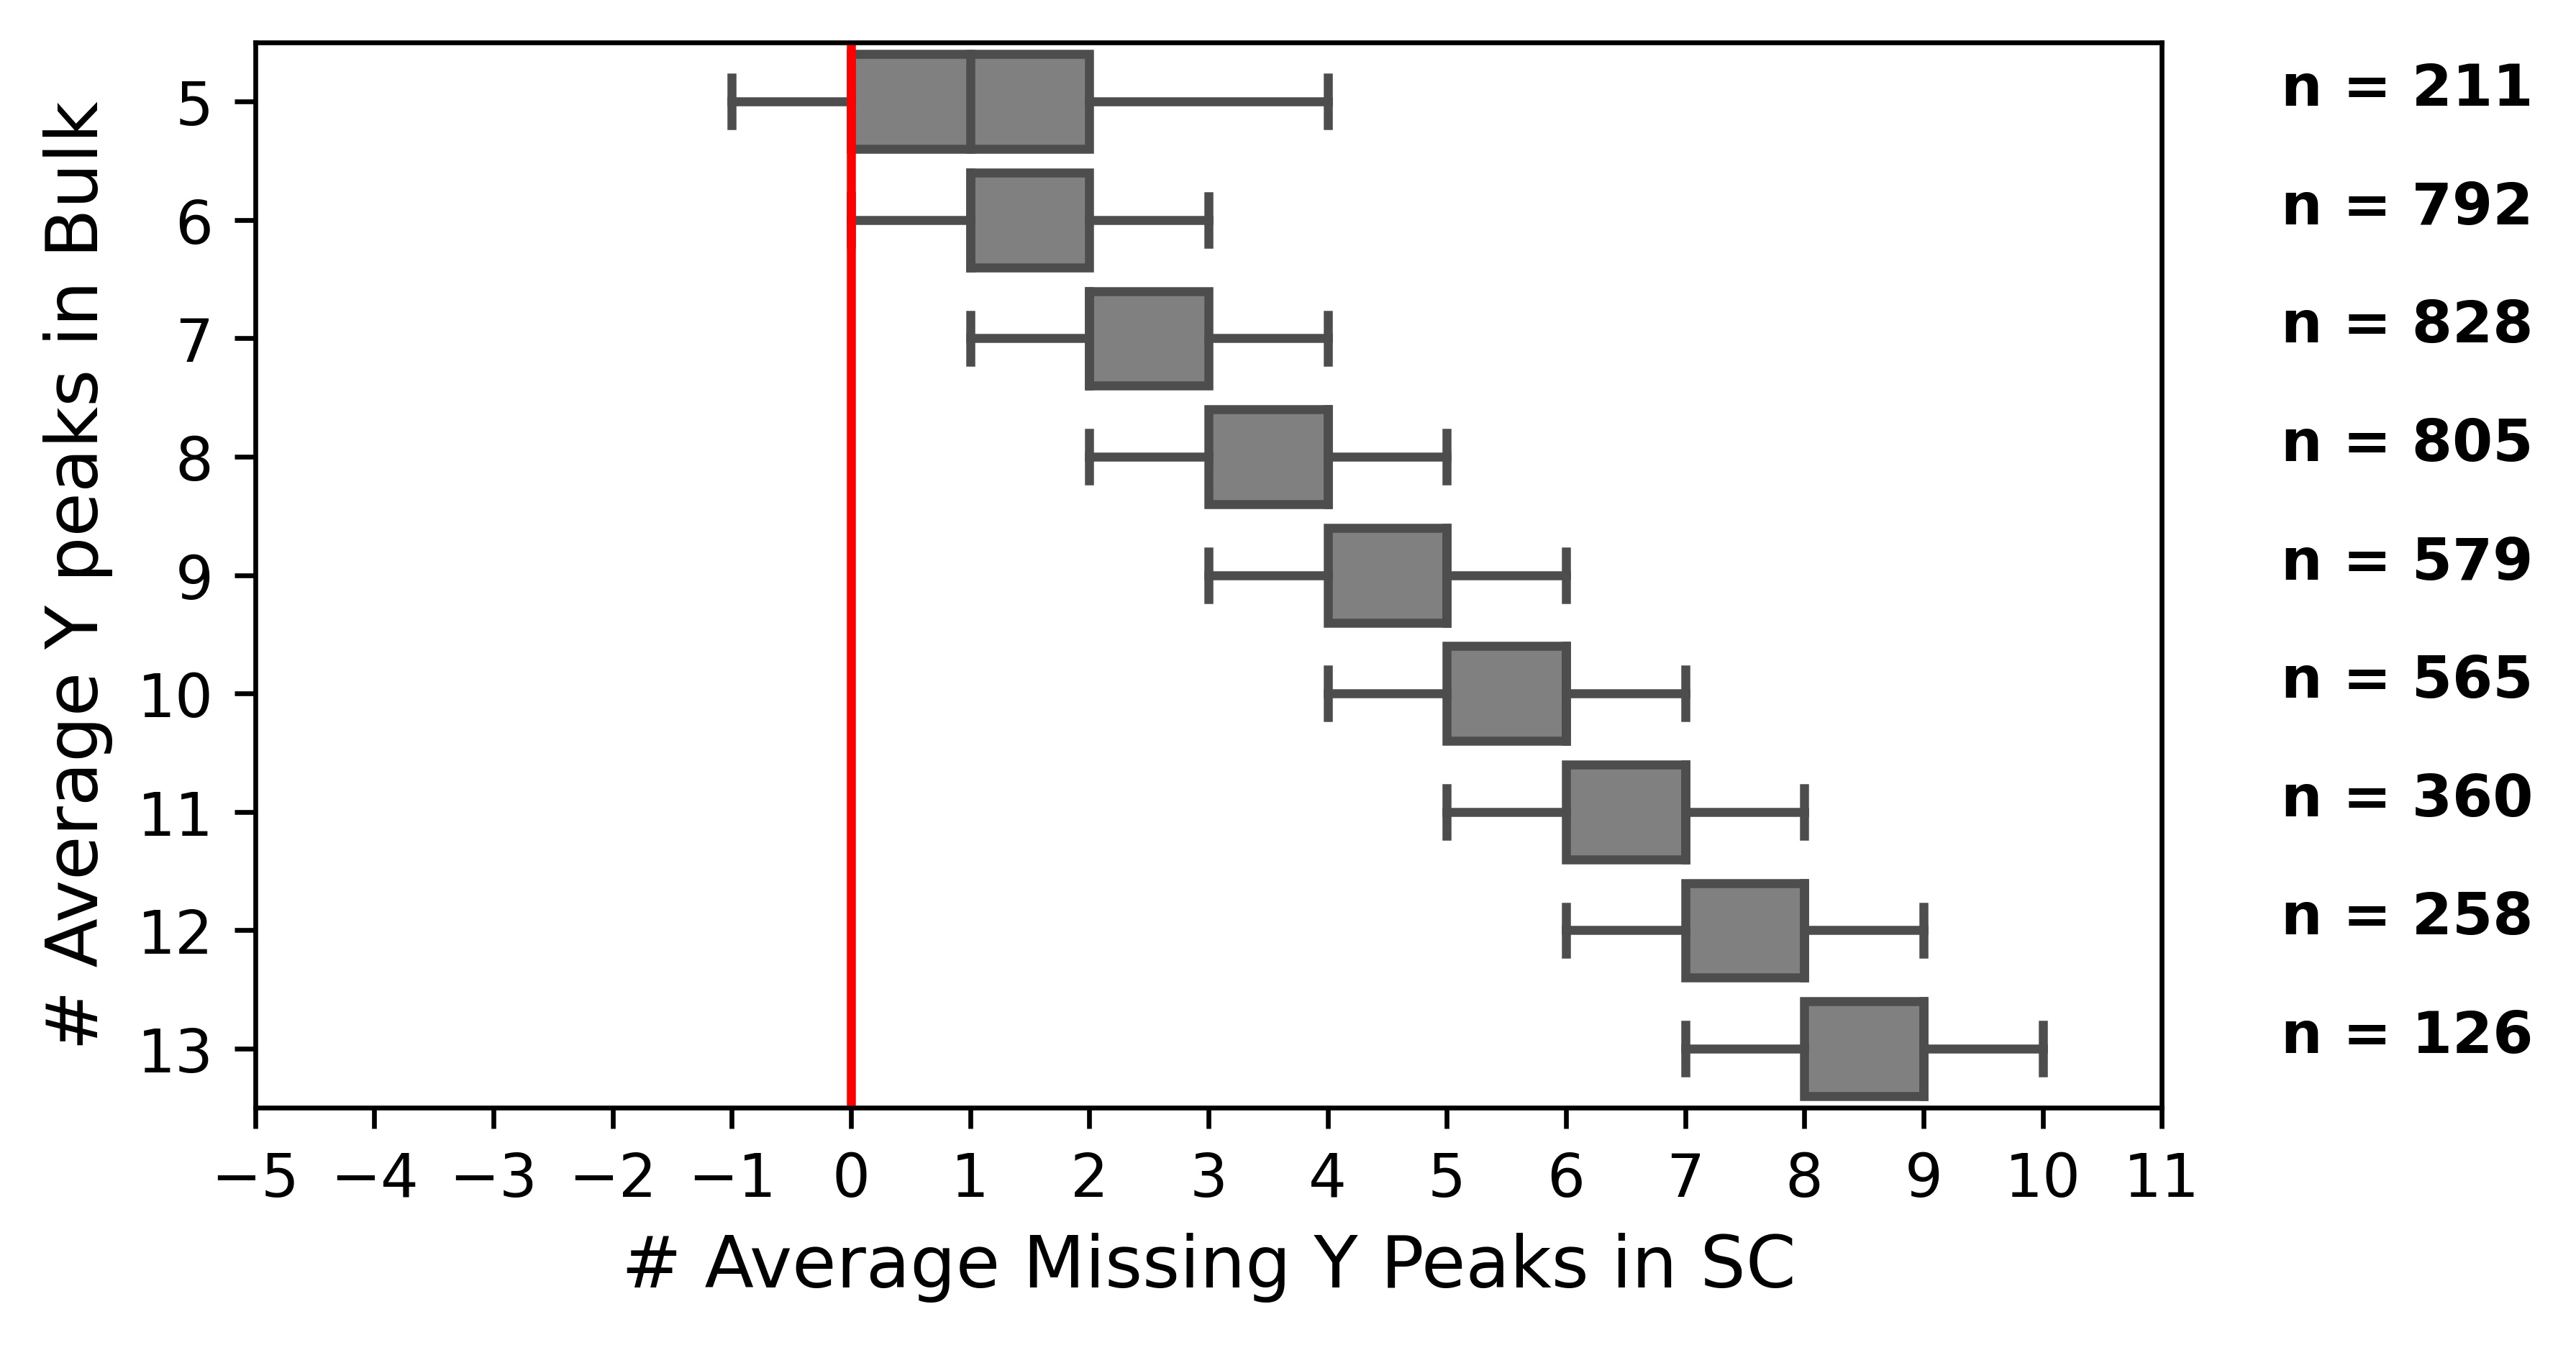 # Average Y peaks in Bulk
5
6
7
8
9
10
11
12
13
n = 211
n = 792
n = 828
n = 805
n = 579
n = 565
n = 360
n = 258
n = 126
−5 −4 −3 −2 −1 0 1 2 3 4 5 6 7 8 9 10 11
# Average Missing Y Peaks in SC